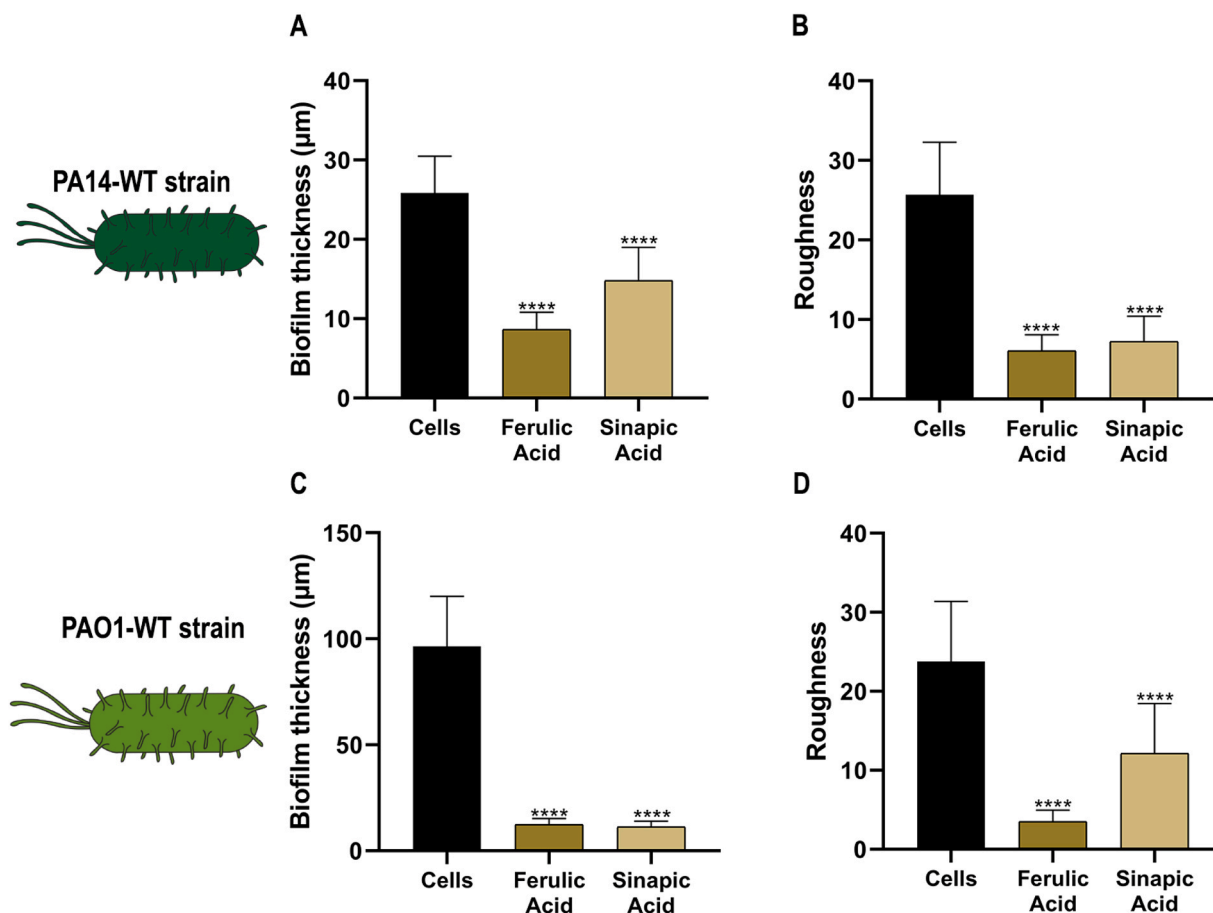 A
B
PA14-WT strain
Biofilm thickness (µm)
40
30
20
10
0
****
****
Cells
Ferulic
Acid
Sinapic
Acid
Roughness
40
30
20
10
0
****
****
Cells
Ferulic
Acid
Sinapic
Acid
C
D
PAO1-WT strain
Biofilm thickness (µm)
150
100
50
0
****
****
Cells
Ferulic
Acid
Sinapic
Acid
Roughness
40
30
20
10
0
****
****
Cells
Ferulic
Acid
Sinapic
Acid